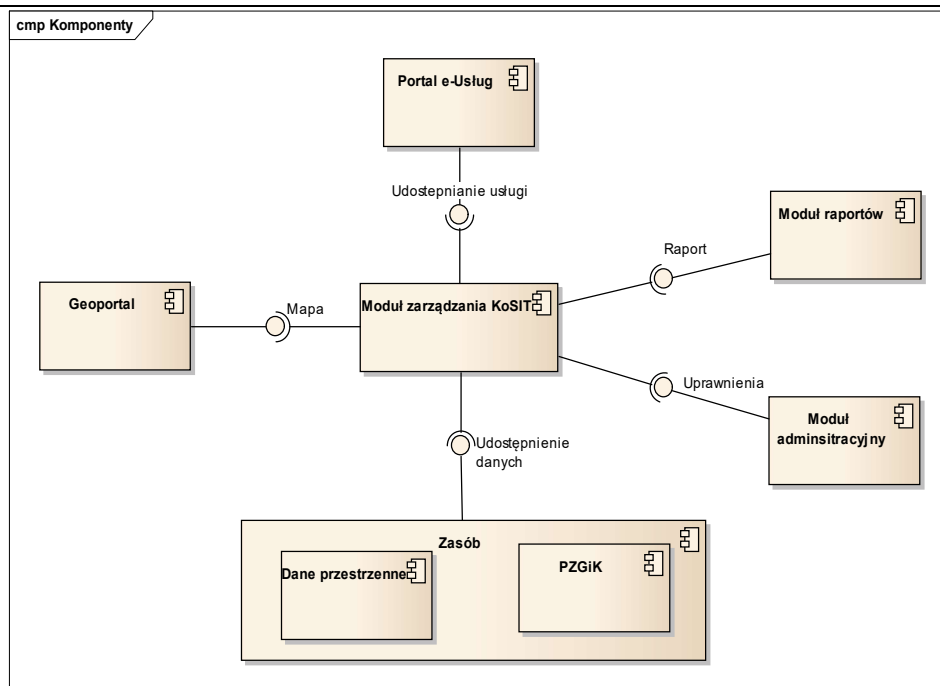 cmp Komponenty
Portal e-Usług
Udostepnianie usługi
Moduł raportów
Raport
Geoportal
Mapa
Moduł zarządzania KoSIT
Uprawnienia
Moduł
adminsitracyjny
Udostępnienie
danych
Zasób
Dane przestrzenne
PZGiK